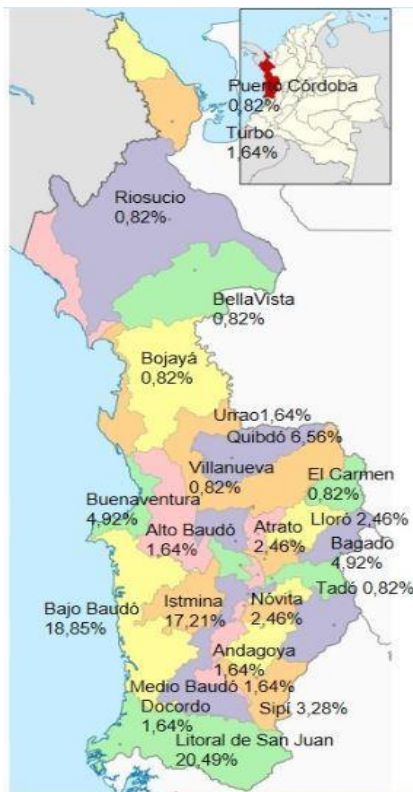 Puerto Córdoba
0,82%
Turbo
1,64%
Riosucio
0,82%
BellaVista
0,82%
Bojayá
0,82%
Urrao1,64%
Quibdó 6,56%
Villanueva
0,82%
El Carmen
0,82%
Buenaventura
4,92%
Alto Baudó
1,64%
Atrato
2,46%
Lloró 2,46%
Bagado
4,92%
Tadó 0,82%
Bajo Baudó
18,85%
Istmina
17,21%
Nóvita
2,46%
Andagoya
1,64%
Medio Baudó 1,64%
Docordo
1,64%
Sipí 3,28%
Litoral de San Juan
20,49%